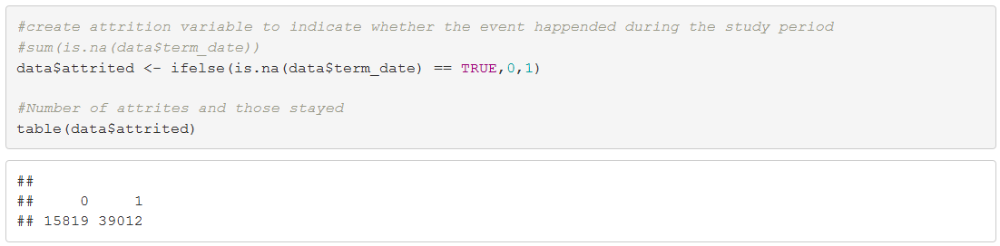 #create attrition variable to indicate whether the event happended during the study period
#sum(is.na(data$term_date))
data$attrited <- ifelse(is.na(data$term_date) == TRUE,0,1)
#Number of attrites and those stayed
table(data$attrited)
##
##     0     1
## 15819 39012